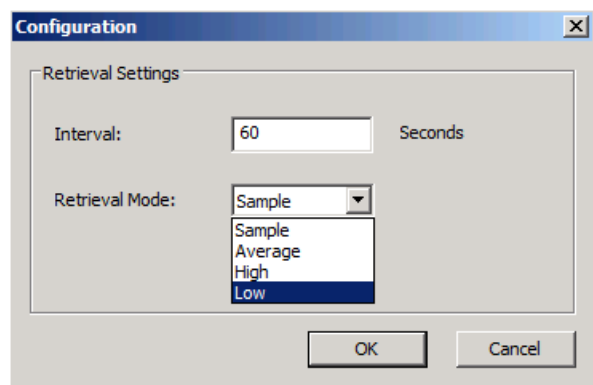 Configuration
Retrieval Settings
Interval: 60 Seconds
Retrieval Mode: Sample
Sample
Average
High
Low
OK Cancel